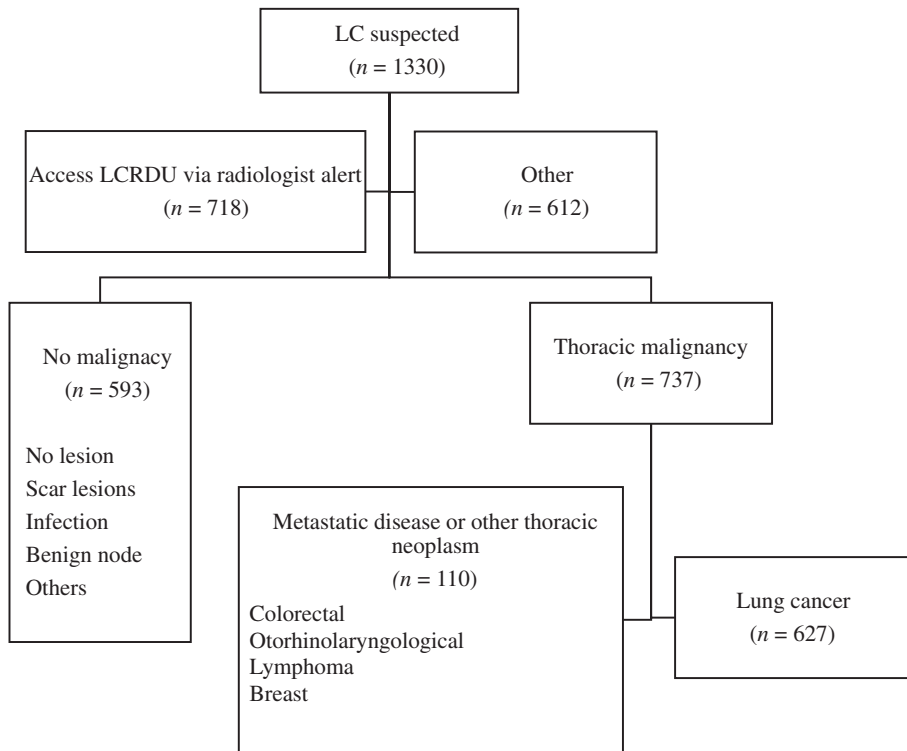 LC suspected
(n = 1330)
Access LCRDU via radiologist alert
(n = 718)
Other
(n = 612)
No malignacy
(n = 593)
No lesion
Scar lesions
Infection
Benign node
Others
Thoracic malignancy
(n = 737)
Metastatic disease or other thoracic
neoplasm
(n = 110)
Colorectal
Otorhinolaryngological
Lymphoma
Breast
Lung cancer
(n = 627)